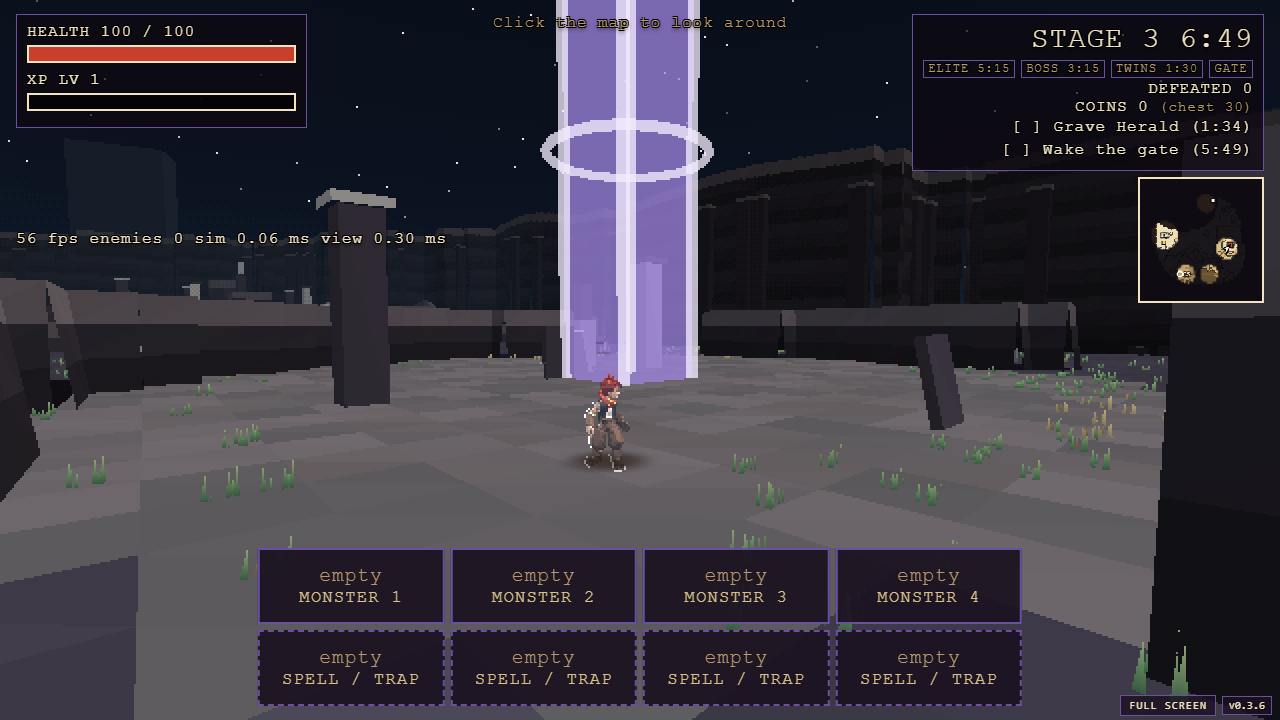 Click the map to look around
HEALTH 100 / 100
XP LV 1
STAGE 3 6:49
ELITE 5:15 BOSS 3:15 TWINS 1:30 GATE
DEFEATED 0
COINS 0 (chest 30)
[ ] Grave Herald (1:34)
[ ] Wake the gate (5:49)
56 fps enemies 0 sim 0.06 ms view 0.30 ms
empty empty empty empty
MONSTER 1 MONSTER 2 MONSTER 3 MONSTER 4
empty empty empty empty
SPELL / TRAP SPELL / TRAP SPELL / TRAP SPELL / TRAP
FULL SCREEN v0.3.6